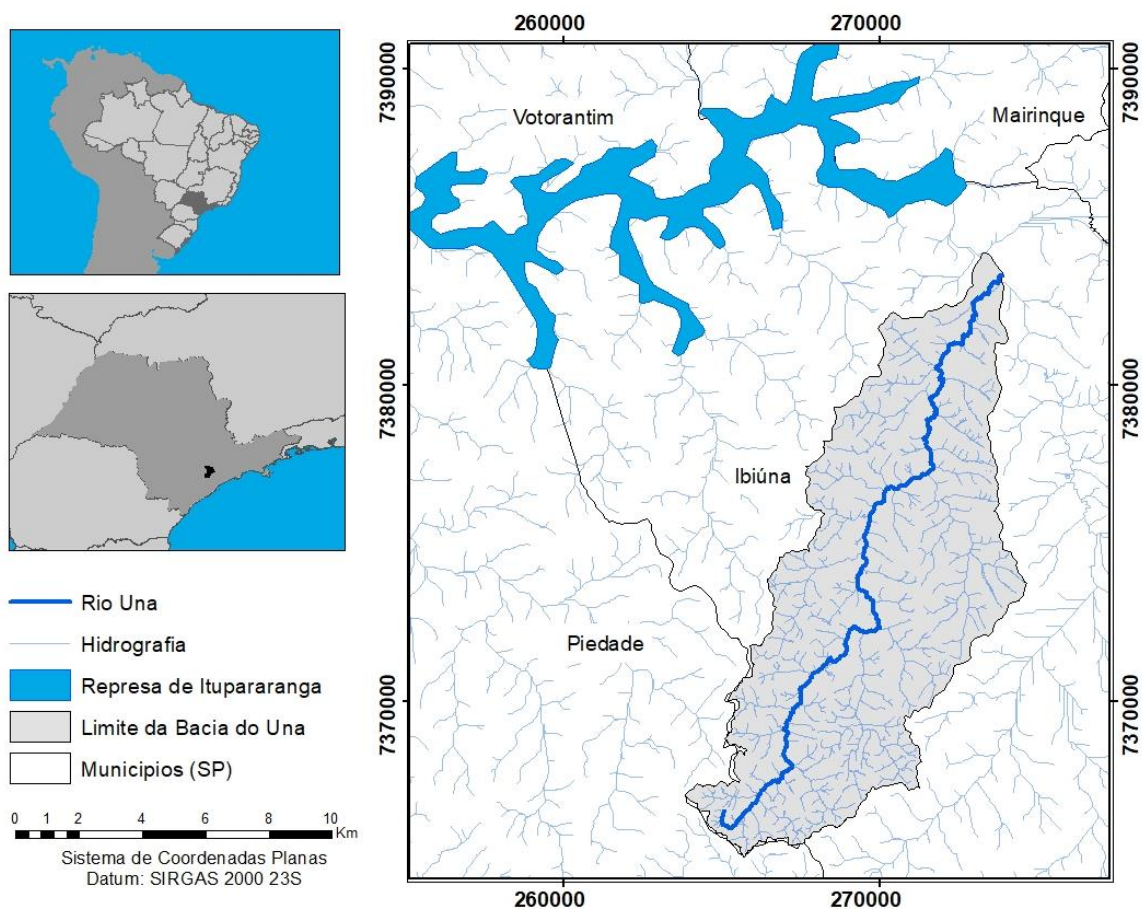 260000
270000
7390000
7390000
Votorantim
Mairinque
7380000
7380000
Ibiúna
Piedade
7370000
7370000
260000
270000
Rio Una
Hidrografia
Represa de Itupararanga
Limite da Bacia do Una
Municipios (SP)
0 1 2 4 6 8 10
Km
Sistema de Coordenadas Planas
Datum: SIRGAS 2000 23S